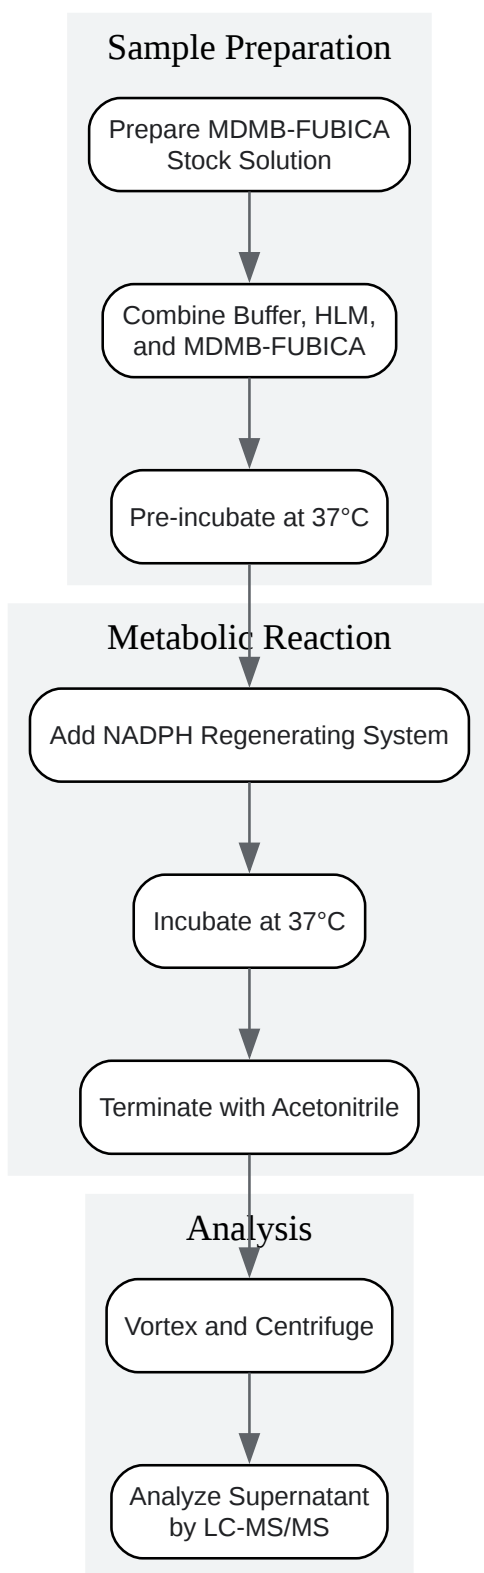 Sample Preparation
Prepare MDMB-FUBICA
Stock Solution
Combine Buffer, HLM,
and MDMB-FUBICA
Pre-incubate at 37°C
Metabolic Reaction
Add NADPH Regenerating System
Incubate at 37°C
Terminate with Acetonitrile
Analysis
Vortex and Centrifuge
Analyze Supernatant
by LC-MS/MS